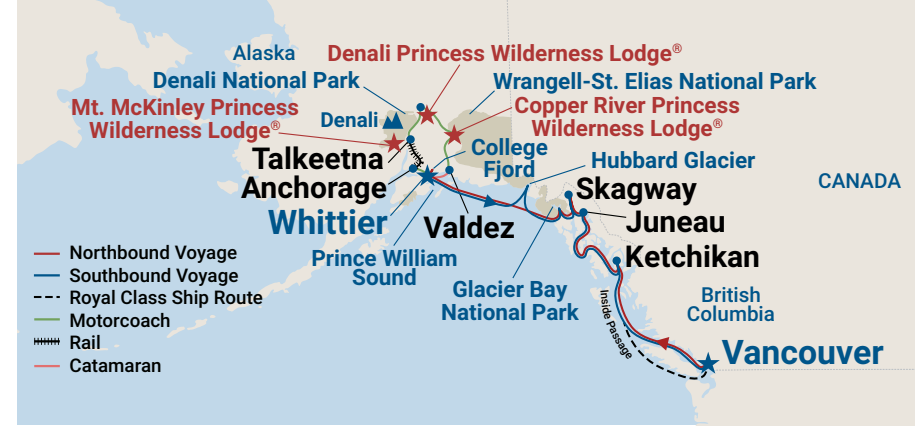 Alaska
Denali Princess Wilderness Lodge®
Denali National Park
Wrangell-St. Elias National Park
Mt. McKinley Princess
Wilderness Lodge®
Denali
Copper River Princess
Wilderness Lodge®
Talkeetna
College
Fjord
Hubbard Glacier
Anchorage
Skagway
CANADA
Whittier
Valdez
Juneau
Prince William
Sound
Ketchikan
Glacier Bay
National Park
British
Columbia
Inside Passage
Vancouver
Northbound Voyage
Southbound Voyage
Royal Class Ship Route
Motorcoach
Rail
Catamaran